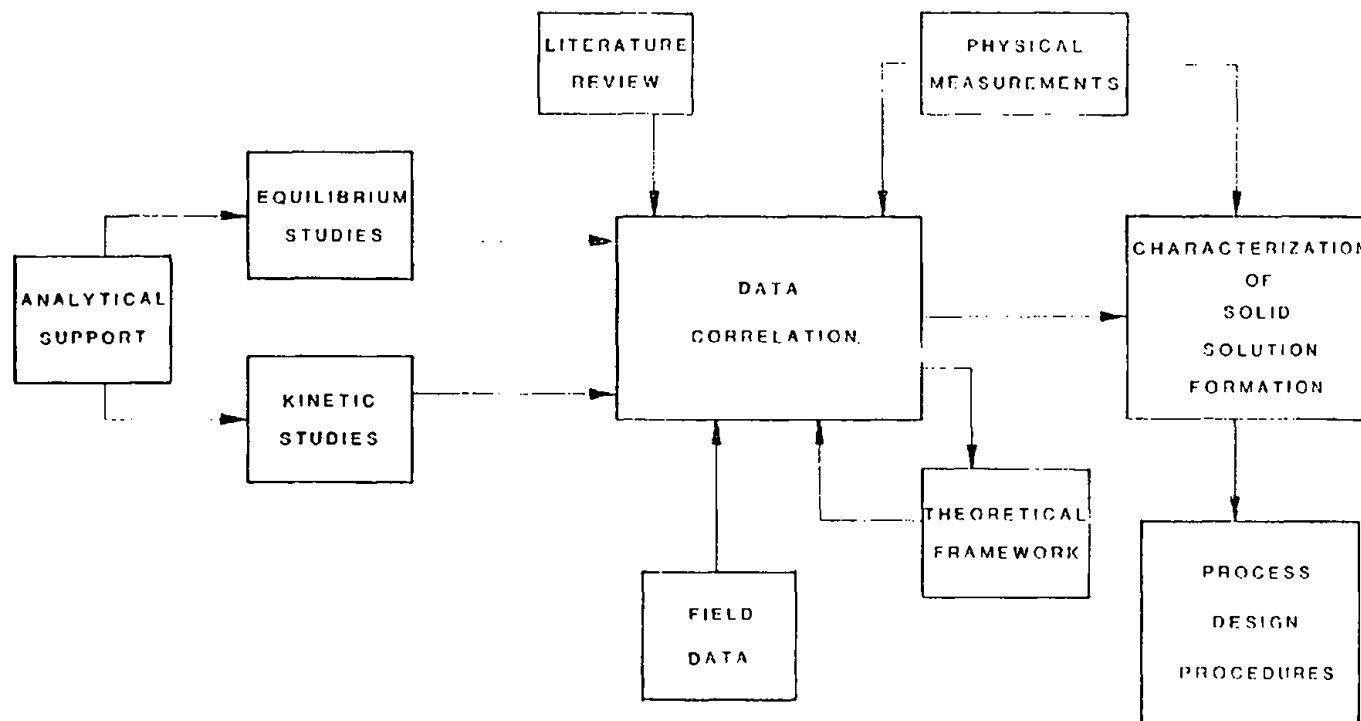 LITERATURE
REVIEW
PHYSICAL
MEASUREMENTS
EQUILIBRIUM
STUDIES
ANALYTICAL
SUPPORT
KINETIC
STUDIES
DATA
CORRELATION
CHARACTERIZATION
OF
SOLID
SOLUTION
FORMATION
THEORETICAL
FRAMEWORK
FIELD
DATA
PROCESS
DESIGN
PROCEDURES